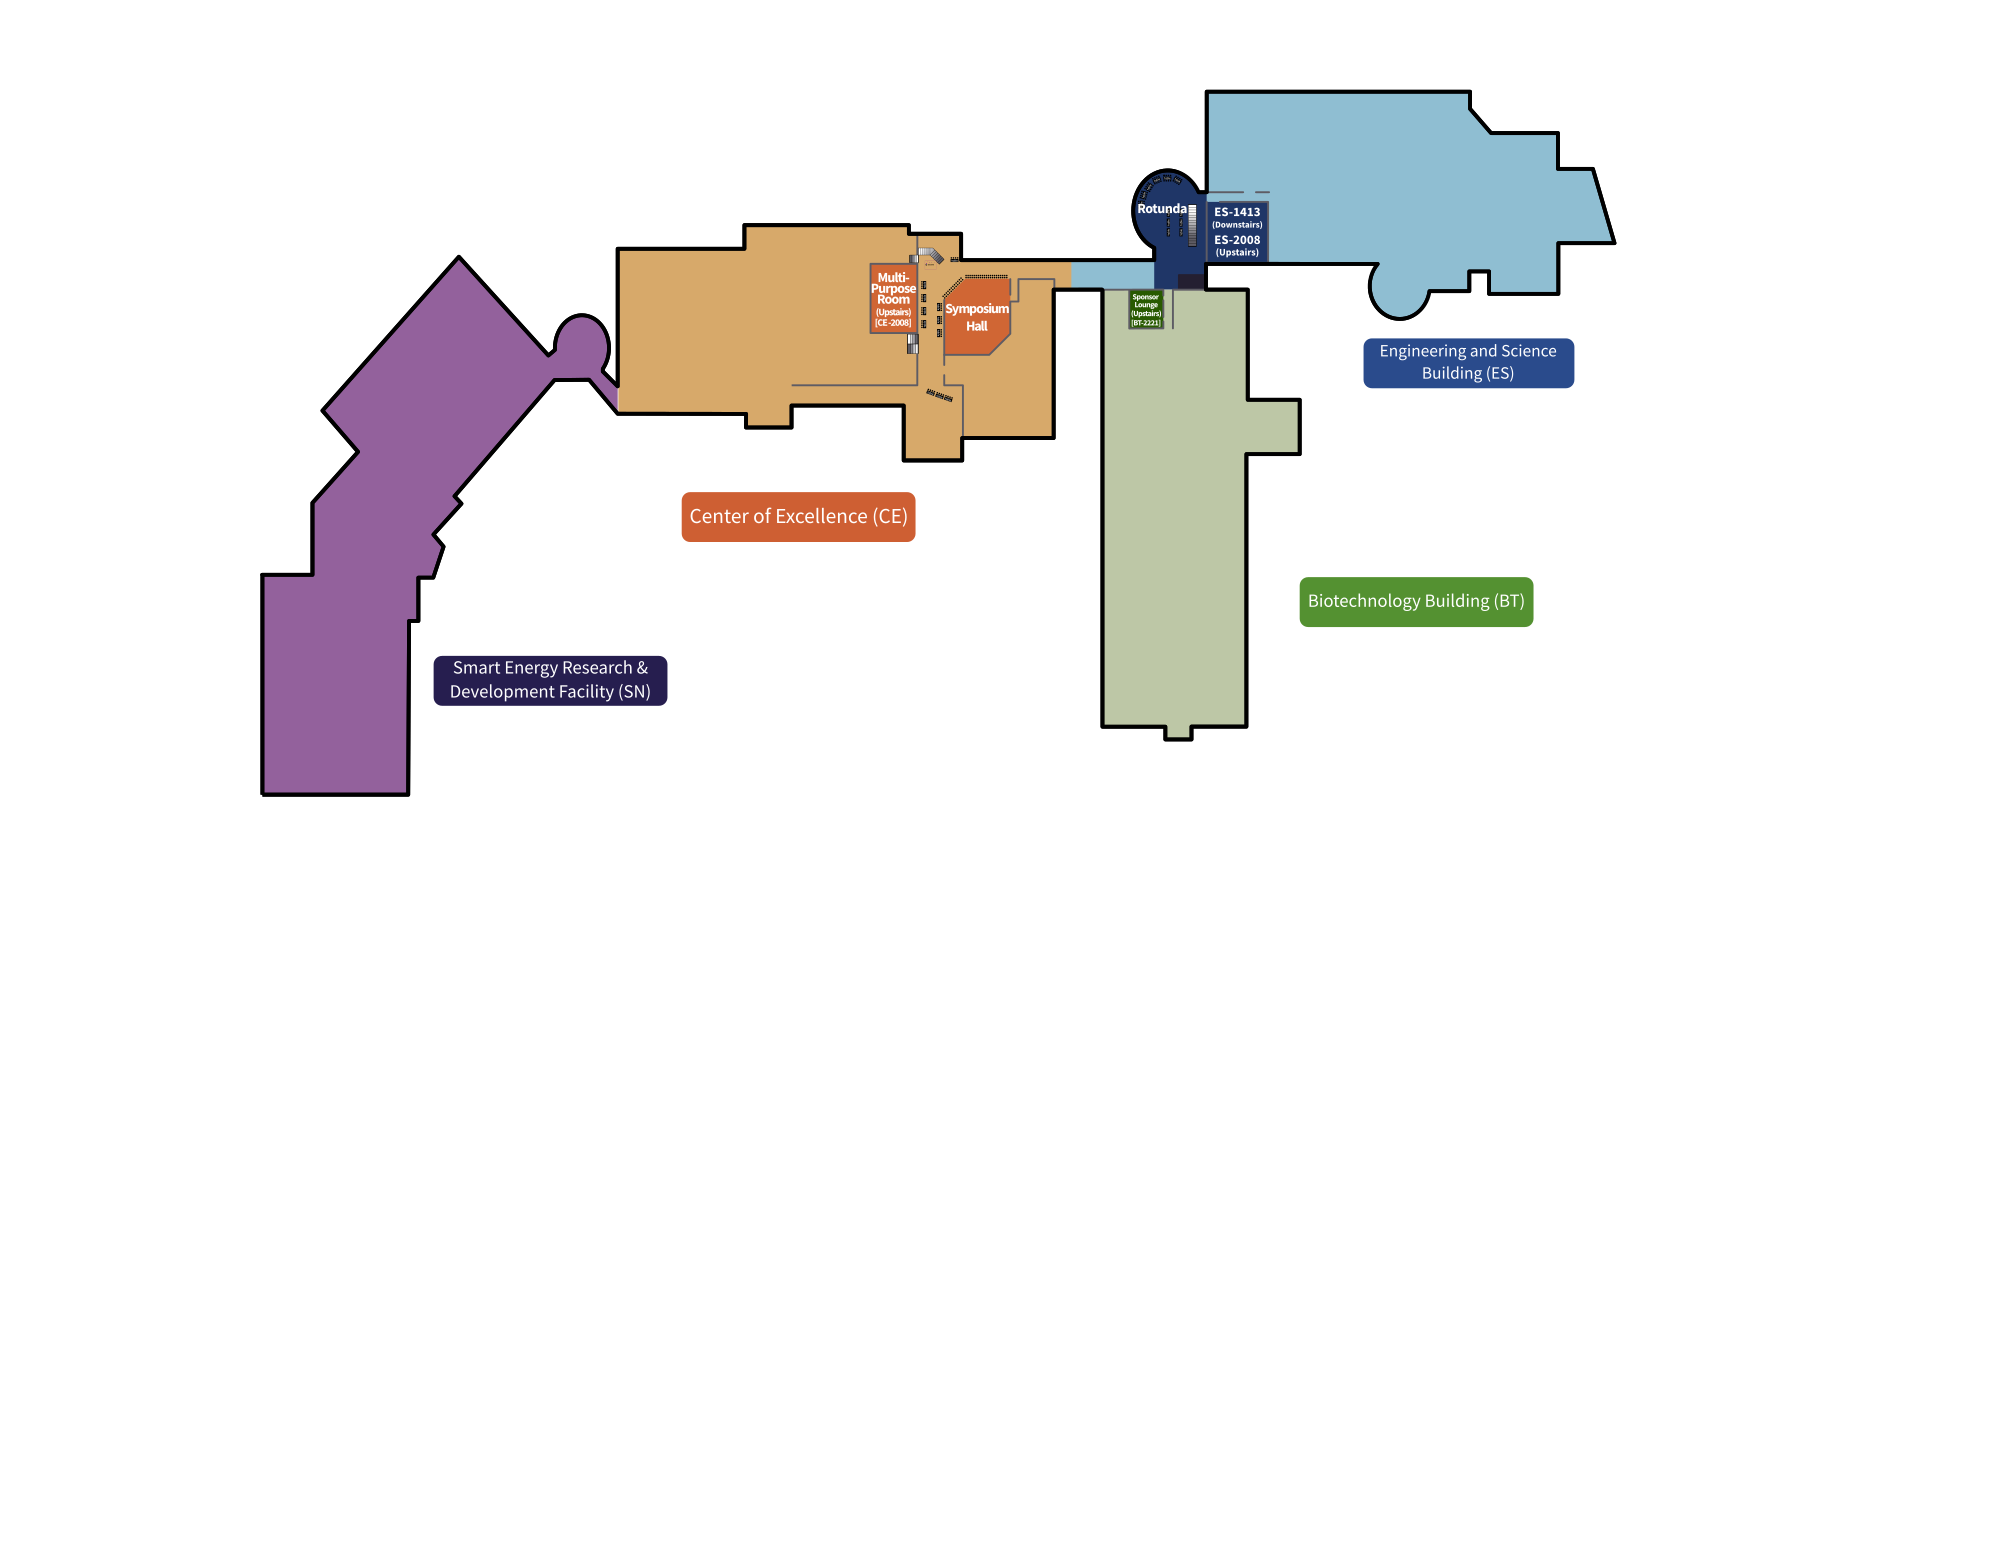 Rotunda
ES-1413
(Downstairs)
ES-2008
(Upstairs)
Multi-
Purpose
Room
(Upstairs)
[CE-2008]
Symposium
Hall
Sponsor
Lounge
(Upstairs)
[BT-2221]
Engineering and Science
Building (ES)
Center of Excellence (CE)
Biotechnology Building (BT)
Smart Energy Research &
Development Facility (SN)